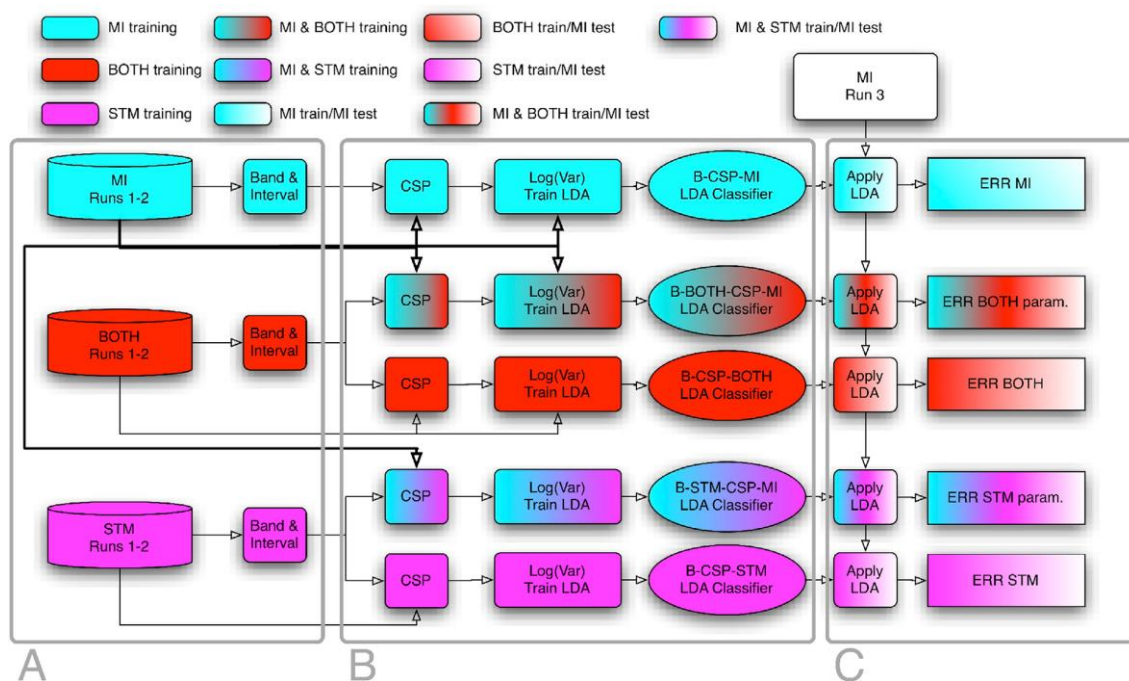 MI training
MI & BOTH training
BOTH train/MI test
MI & STM train/MI test
BOTH training
MI & STM training
STM train/MI test
STM training
MI train/MI test
MI & BOTH train/MI test
MI
Run 3
MI
Runs 1-2
Band &
Interval
CSP
Log(Var)
Train LDA
B-CSP-MI
LDA Classifier
Apply
LDA
ERR MI
CSP
Log(Var)
Train LDA
B-BOTH-CSP-MI
LDA Classifier
Apply
LDA
ERR BOTH param.
BOTH
Runs 1-2
Band &
Interval
CSP
Log(Var)
Train LDA
B-CSP-BOTH
LDA Classifier
Apply
LDA
ERR BOTH
CSP
Log(Var)
Train LDA
B-STM-CSP-MI
LDA Classifier
Apply
LDA
ERR STM param.
STM
Runs 1-2
Band &
Interval
CSP
Log(Var)
Train LDA
B-CSP-STM
LDA Classifier
Apply
LDA
ERR STM
A
B
C